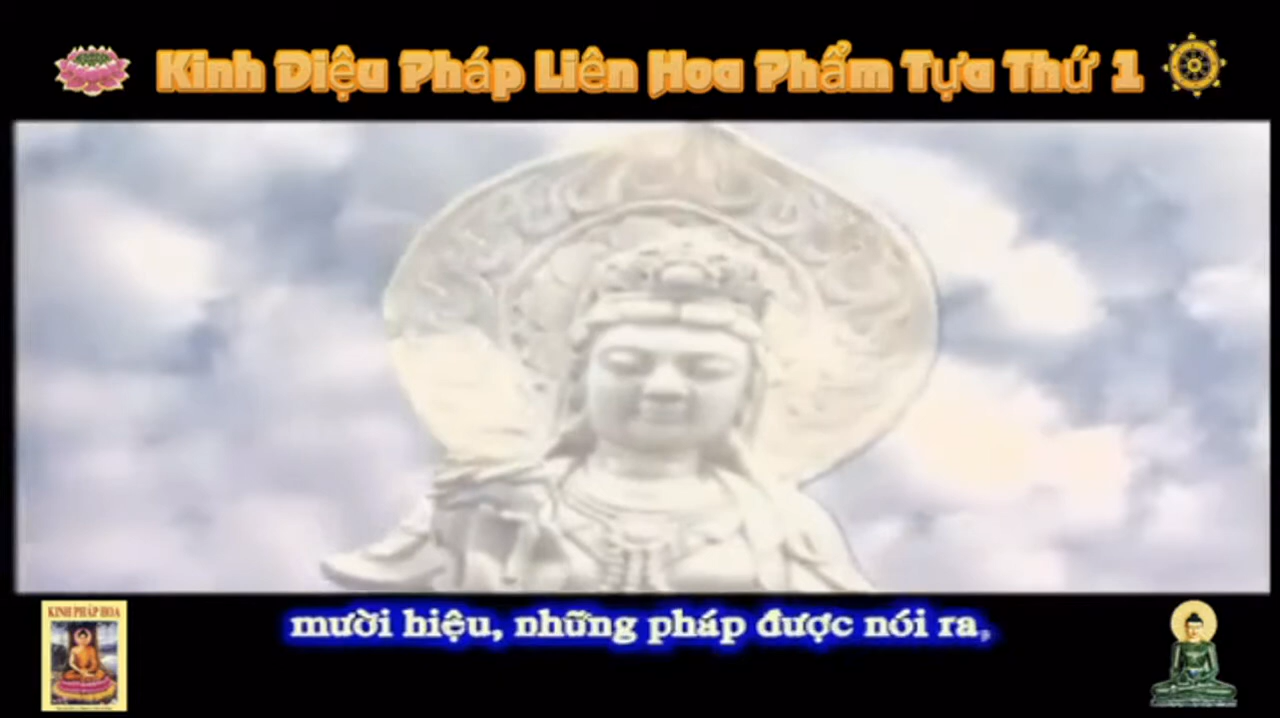 Kinh Diệu Pháp Liên Hoa Phẩm Tựa Thứ 1
KINH PHÁP HOA
mười hiệu, những pháp được nói ra,